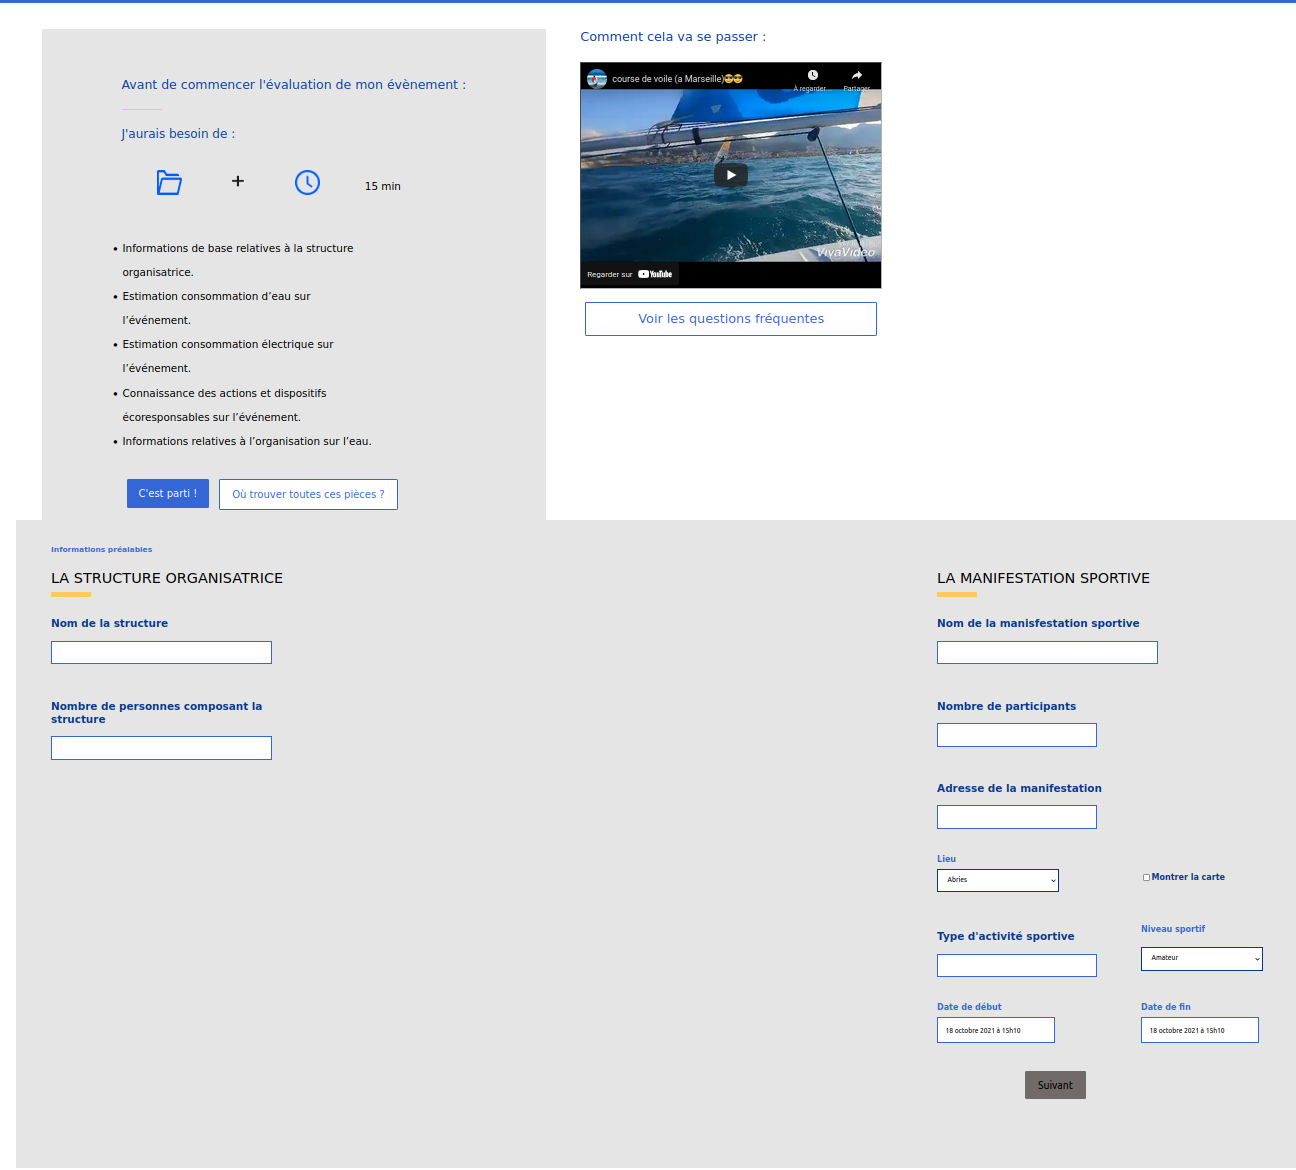 Avant de commencer l'évaluation de mon évènement :
J'aurais besoin de :
+
15 min
• Informations de base relatives à la structure
organisatrice.
• Estimation consommation d’eau sur
l’événement.
• Estimation consommation électrique sur
l’événement.
• Connaissance des actions et dispositifs
écoresponsables sur l’événement.
• Informations relatives à l’organisation sur l’eau.
C'est parti !
Où trouver toutes ces pièces ?
Comment cela va se passer :
course de voile (a Marseille)😎😎
À regarder...
Partager
VivaVideo
Regarder sur YouTube
Voir les questions fréquentes
Informations préalables
LA STRUCTURE ORGANISATRICE
Nom de la structure
Nombre de personnes composant la
structure
LA MANIFESTATION SPORTIVE
Nom de la manisfestation sportive
Nombre de participants
Adresse de la manifestation
Lieu
Abries
Montrer la carte
Type d'activité sportive
Niveau sportif
Amateur
Date de début
18 octobre 2021 à 15h10
Date de fin
18 octobre 2021 à 15h10
Suivant